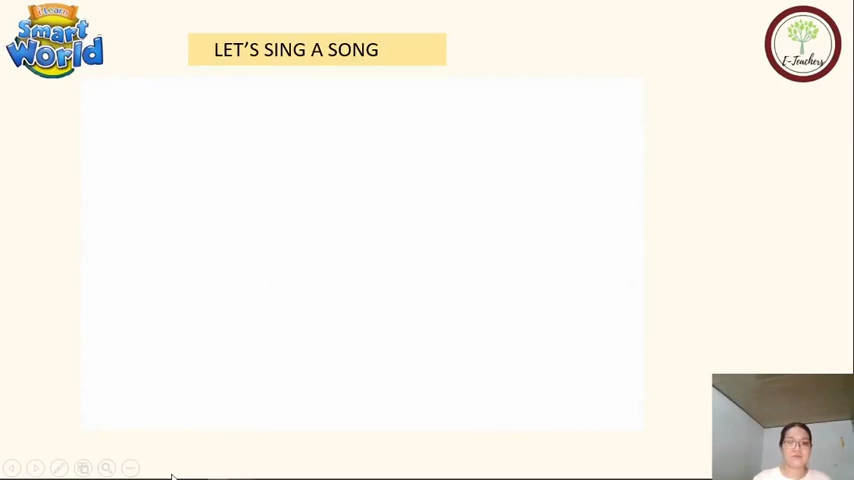 i Learn
Smart
World
LET'S SING A SONG
E-Teachers